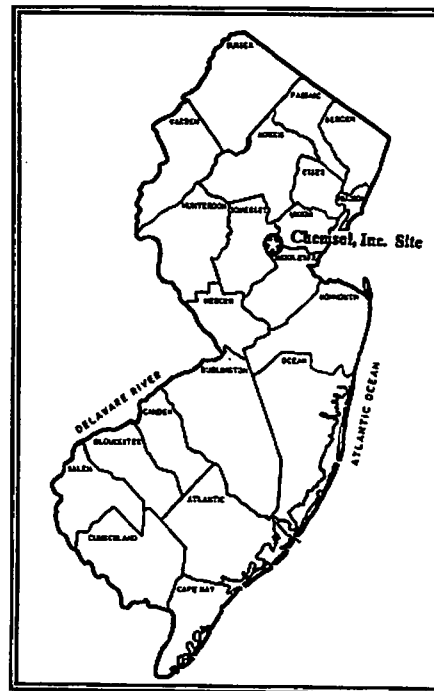 SUSSEX
PASSAIC
BERGEN
WARREN
MORRIS
ESSEX
HUDSON
HUNTERDON
SOMERSET
UNION
Chemsol, Inc. Site
MIDDLESEX
MERCER
MONMOUTH
OCEAN
BURLINGTON
DELAWARE RIVER
CAMDEN
GLOUCESTER
ATLANTIC OCEAN
SALEM
ATLANTIC
CUMBERLAND
CAPE MAY